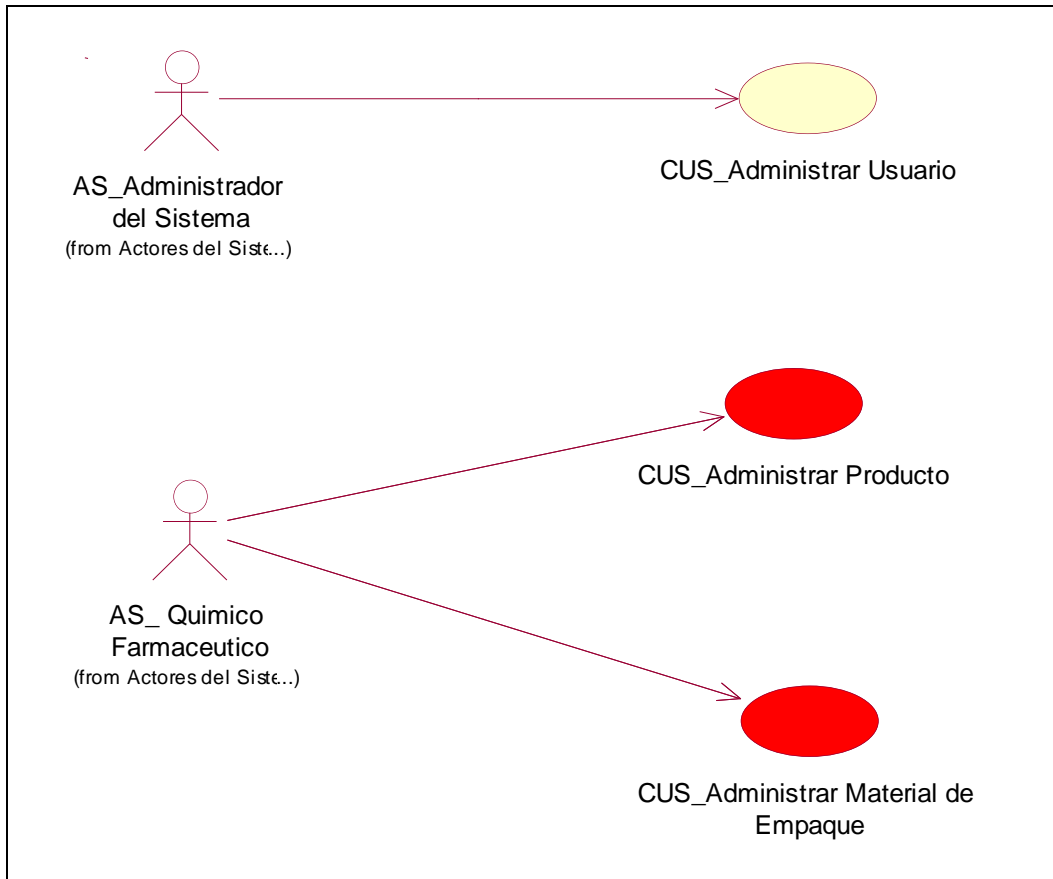 AS_Administrador
del Sistema
(from Actores del Siste...)
CUS_Administrar Usuario
CUS_Administrar Producto
AS_ Quimico
Farmaceutico
(from Actores del Siste...)
CUS_Administrar Material de
Empaque